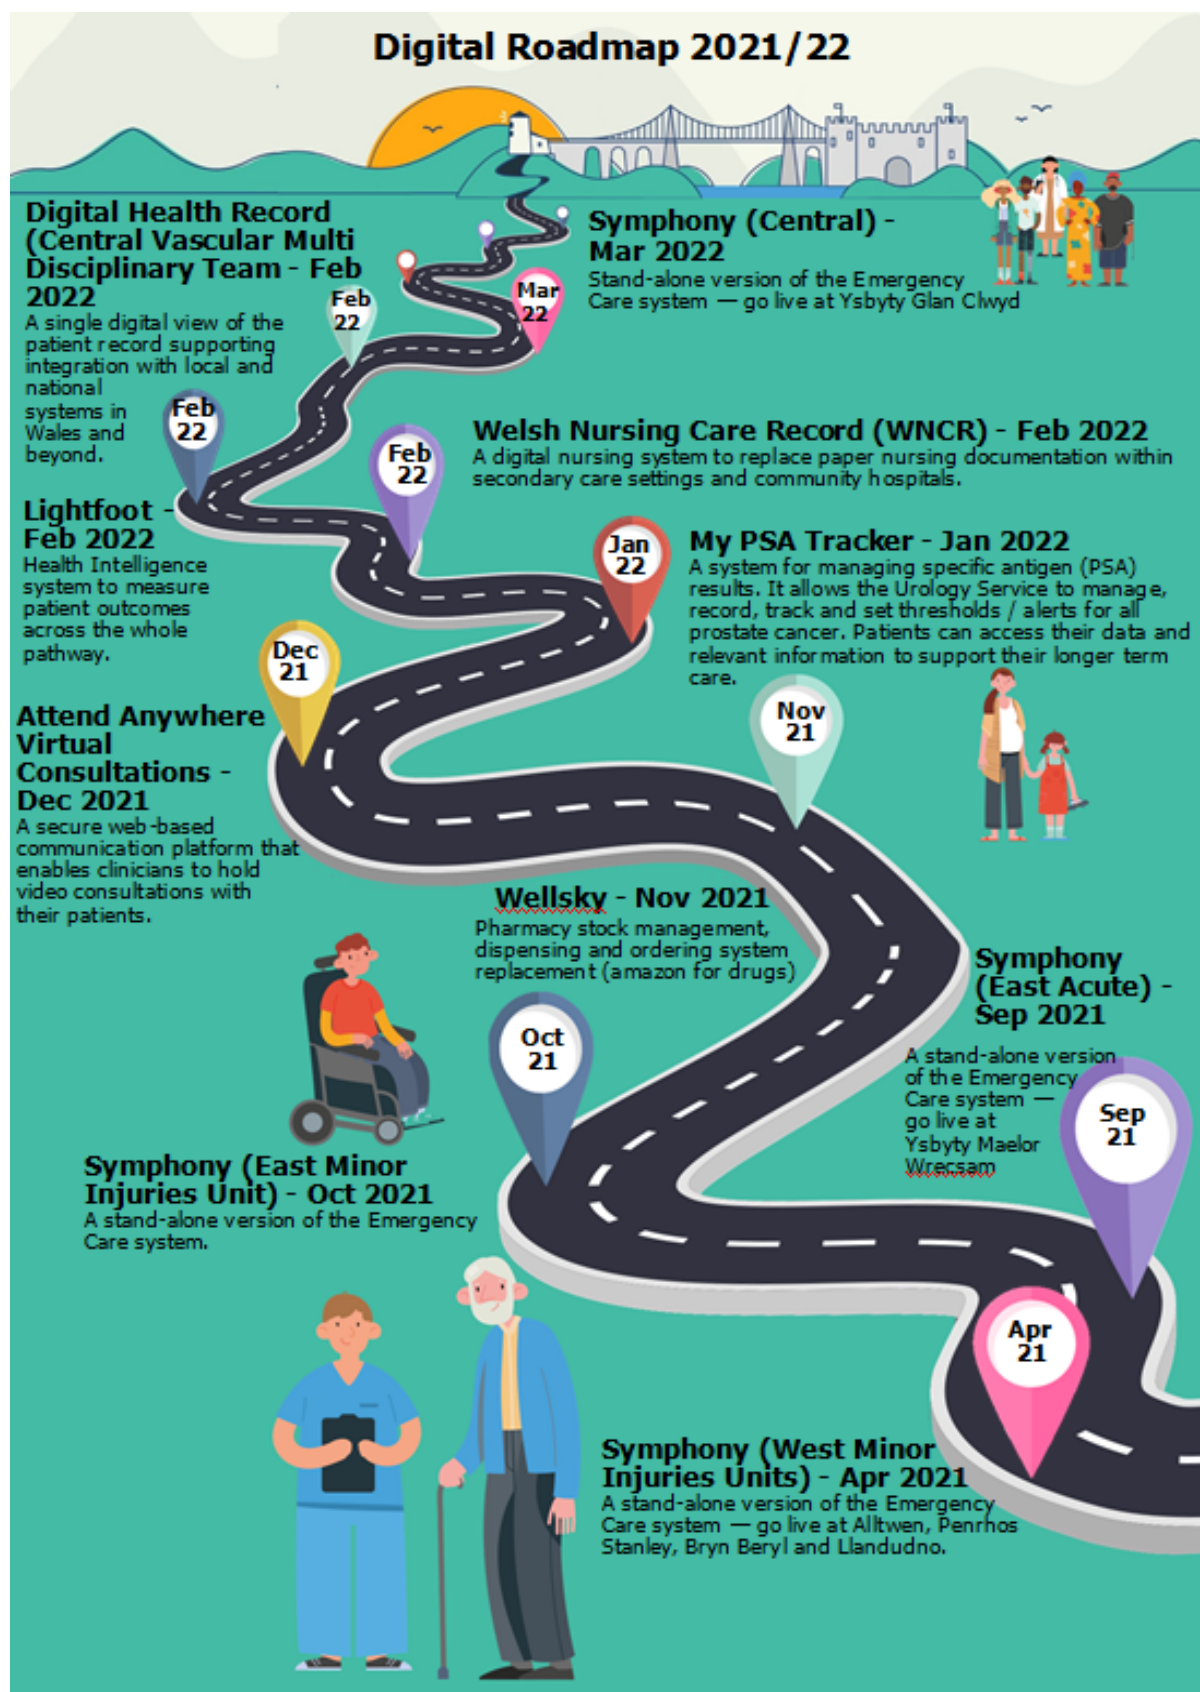 Digital Roadmap 2021/22
Digital Health Record
(Central Vascular Multi
Disciplinary Team - Feb
2022
A single digital view of the
patient record supporting
integration with local and
national
systems in
Wales and
beyond.
Symphony (Central) -
Mar 2022
Stand-alone version of the Emergency
Care system — go live at Ysbyty Glan Clwyd
Mar
22
Feb
22
Feb
22
Feb
22
Welsh Nursing Care Record (WNCR) - Feb 2022
A digital nursing system to replace paper nursing documentation within
secondary care settings and community hospitals.
Lightfoot -
Feb 2022
Health Intelligence
system to measure
patient outcomes
across the whole
pathway.
Jan
22
My PSA Tracker - Jan 2022
A system for managing specific antigen (PSA)
results. It allows the Urology Service to manage,
record, track and set thresholds / alerts for all
prostate cancer. Patients can access their data and
relevant information to support their longer term
care.
Dec
21
Attend Anywhere
Virtual
Consultations -
Dec 2021
A secure web-based
communication platform that
enables clinicians to hold
video consultations with
their patients.
Nov
21
Wellsky - Nov 2021
Pharmacy stock management,
dispensing and ordering system
replacement (amazon for drugs)
Symphony
(East Acute) -
Sep 2021
A stand-alone version
of the Emergency
Care system —
go live at
Ysbyty Maelor
Wrecsam
Oct
21
Sep
21
Symphony (East Minor
Injuries Unit) - Oct 2021
A stand-alone version of the Emergency
Care system.
Apr
21
Symphony (West Minor
Injuries Units) - Apr 2021
A stand-alone version of the Emergency
Care system — go live at Alltwen, Penrhos
Stanley, Bryn Beryl and Llandudno.